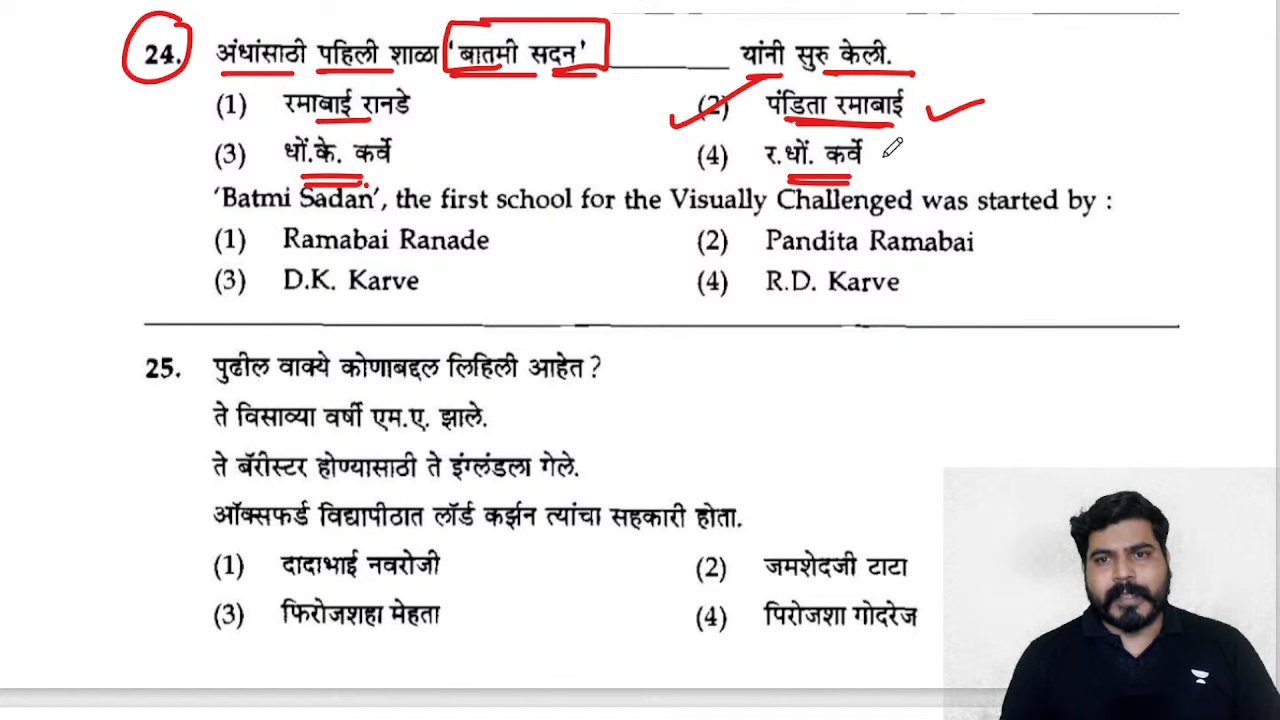 24. अंधांसाठी पहिली शाळा 'बातमी सदन' __________ यांनी सुरु केली.
(1) रमाबाई रानडे (2) पंडिता रमाबाई
(3) धों.के. कर्वे (4) र.धों. कर्वे
'Batmi Sadan', the first school for the Visually Challenged was started by :
(1) Ramabai Ranade (2) Pandita Ramabai
(3) D.K. Karve (4) R.D. Karve
25. पुढील वाक्ये कोणाबद्दल लिहिली आहेत ?
ते विसाव्या वर्षी एम.ए. झाले.
ते बॅरीस्टर होण्यासाठी ते इंग्लंडला गेले.
ऑक्सफर्ड विद्यापीठात लॉर्ड कर्झन त्यांचा सहकारी होता.
(1) दादाभाई नवरोजी (2) जमशेदजी टाटा
(3) फिरोजशहा मेहता (4) पिरोजशा गोदरेज